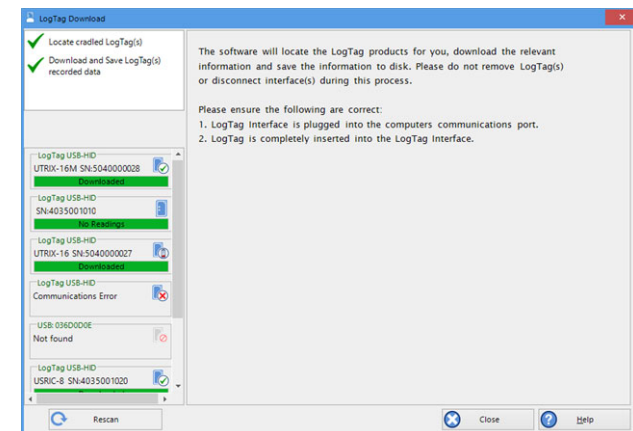 LogTag Download
Locate cradled LogTag(s)
Download and Save LogTag(s)
recorded data
The software will locate the LogTag products for you, download the relevant
information and save the information to disk. Please do not remove LogTag(s)
or disconnect interface(s) during this process.
Please ensure the following are correct:
1. LogTag Interface is plugged into the computers communications port.
2. LogTag is completely inserted into the LogTag Interface.
LogTag USB-HID
UTRIX-16M SN:5040000028
Downloaded
LogTag USB-HID
SN:4035001010
No Readings
LogTag USB-HID
UTRIX-16 SN:5040000027
Downloaded
LogTag USB-HID
Communications Error
USB: 036D0D0E
Not found
LogTag USB-HID
USRIC-8 SN:4035001020
Rescan
Close
Help